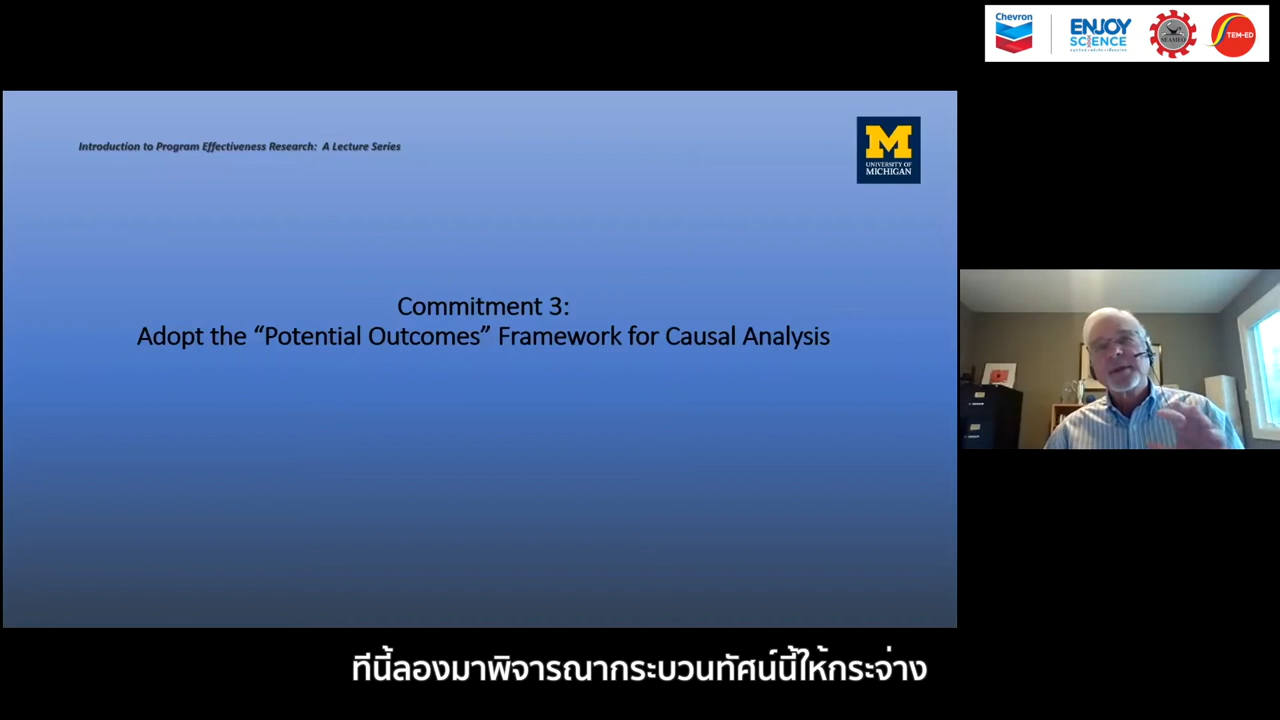 Chevron
ENJOY
SCIENCE
SEAMEO
STEM-ED
Introduction to Program Effectiveness Research: A Lecture Series
M
UNIVERSITY OF
MICHIGAN
Commitment 3:
Adopt the “Potential Outcomes” Framework for Causal Analysis
ทีนี้ลองมาพิจารณากระบวนทัศน์นี้ให้กระจ่าง